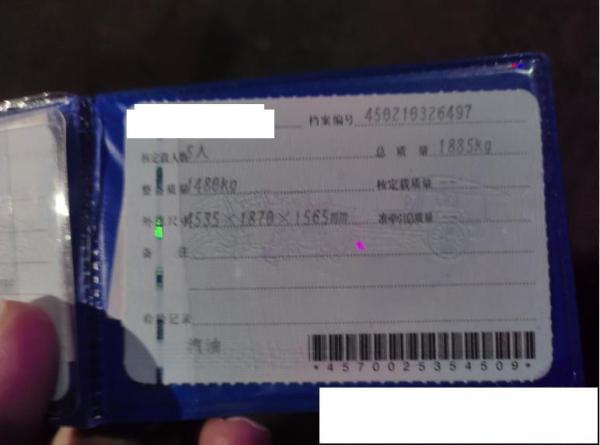 档案编号 450210326497
核定载人数 5人 总质量 1885kg
整备质量 1480kg 核定载质量 --
外廓尺寸 4535×1870×1565mm 准牵引总质量 --
备注
检验记录
汽油
*4570025354509*